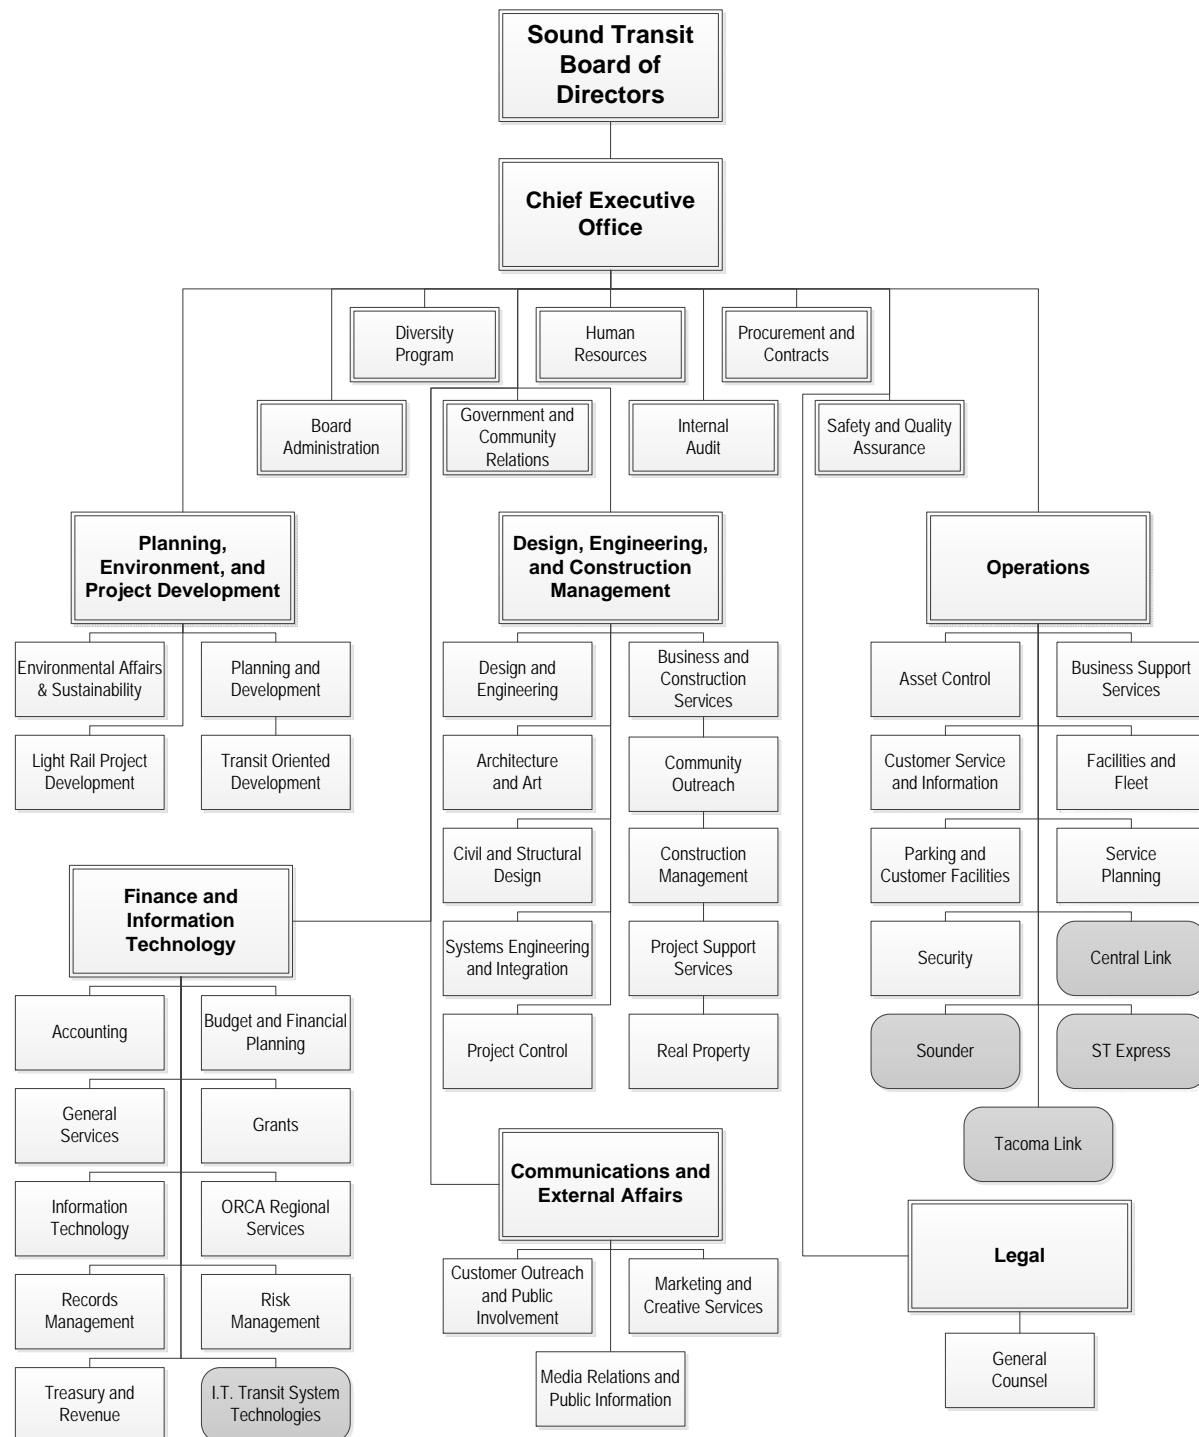 Sound Transit
Board of
Directors
Chief Executive
Office
Diversity
Program
Human
Resources
Procurement and
Contracts
Board
Administration
Government and
Community
Relations
Internal
Audit
Safety and Quality
Assurance
Planning,
Environment, and
Project Development
Design, Engineering,
and Construction
Management
Operations
Environmental Affairs
& Sustainability
Planning and
Development
Light Rail Project
Development
Transit Oriented
Development
Design and
Engineering
Business and
Construction
Services
Architecture
and Art
Community
Outreach
Civil and Structural
Design
Construction
Management
Systems Engineering
and Integration
Project Support
Services
Project Control
Real Property
Asset Control
Business Support
Services
Customer Service
and Information
Facilities and
Fleet
Parking and
Customer Facilities
Service
Planning
Security
Central Link
Sounder
ST Express
Tacoma Link
Finance and
Information
Technology
Accounting
Budget and Financial
Planning
General
Services
Grants
Information
Technology
ORCA Regional
Services
Records
Management
Risk
Management
Treasury and
Revenue
I.T. Transit System
Technologies
Communications and
External Affairs
Customer Outreach
and Public
Involvement
Marketing and
Creative Services
Media Relations and
Public Information
Legal
General
Counsel